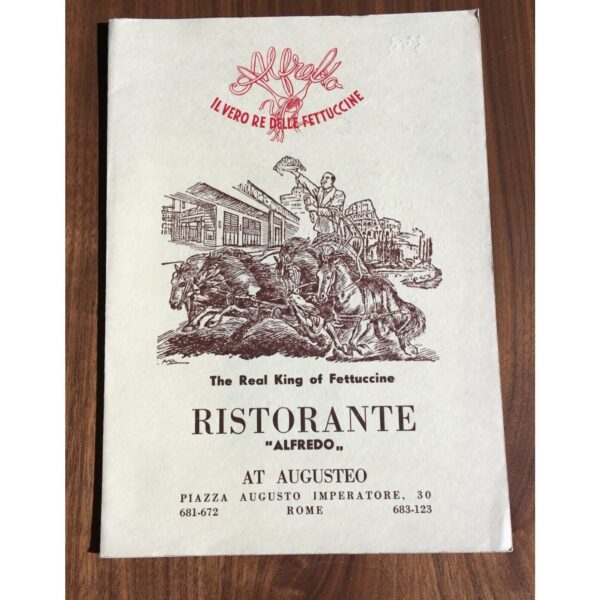 Alfredo
IL VERO RE DELLE FETTUCCINE
The Real King of Fettuccine
RISTORANTE
"ALFREDO„
AT AUGUSTEO
PIAZZA AUGUSTO IMPERATORE, 30
681-672 ROME 683-123